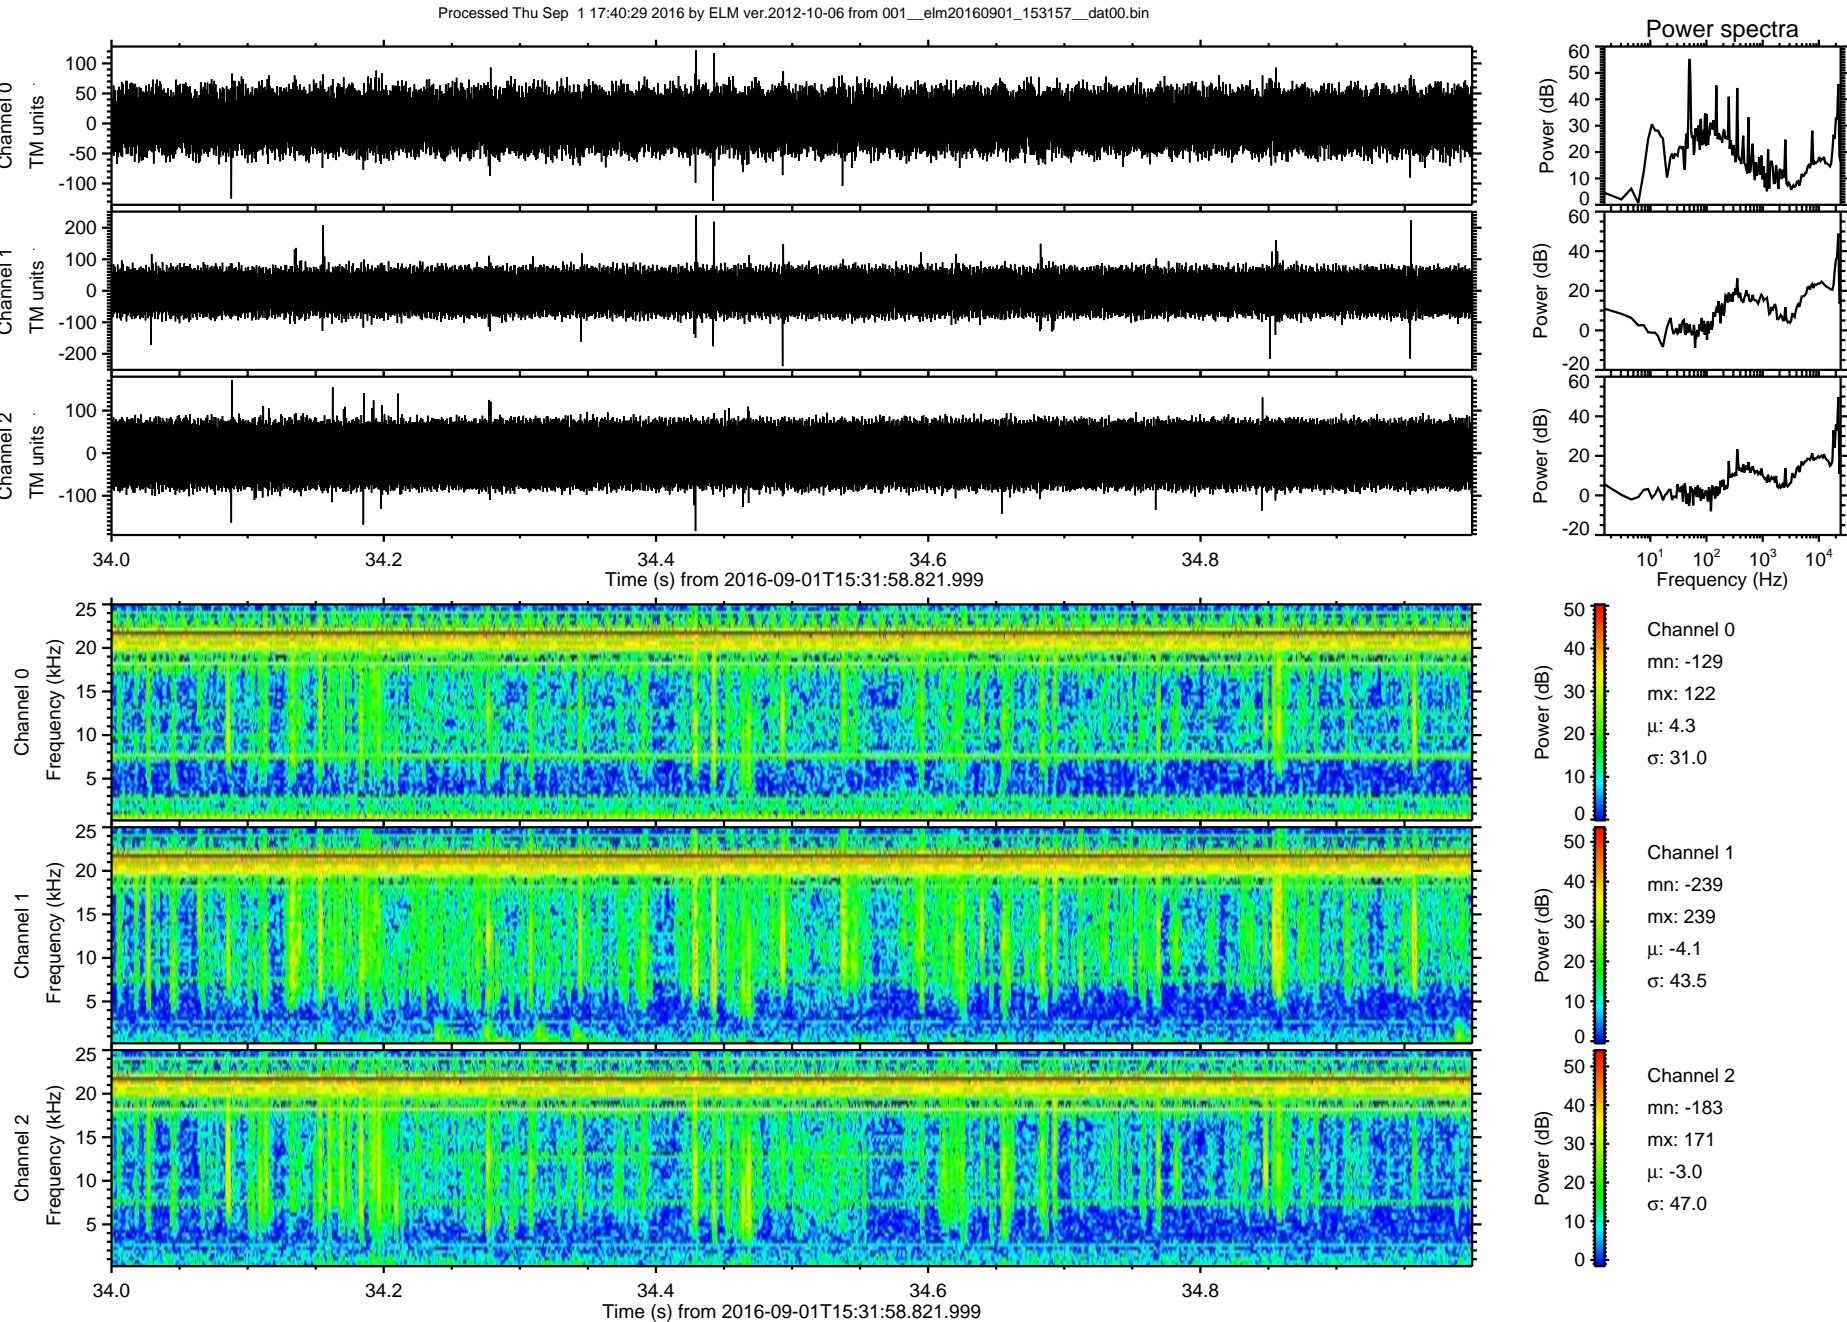 Processed Thu Sep  1 17:40:29 2016 by ELM ver.2012-10-06 from 001__elm20160901_153157__dat00.bin
Power spectra
Channel 0
TM units
100
50
0
-50
-100
Power (dB)
60
50
40
30
20
10
0
Channel 1
TM units
200
100
0
-100
-200
Power (dB)
60
40
20
0
-20
Channel 2
TM units
100
0
-100
Power (dB)
60
40
20
0
-20
34.0 34.2 34.4 34.6 34.8
Time (s) from 2016-09-01T15:31:58.821.999
10¹ 10² 10³ 10⁴
Frequency (Hz)
Channel 0
Frequency (kHz)
25
20
15
10
5
Power (dB)
50
40
30
20
10
0
Channel 0
mn: -129
mx: 122
μ: 4.3
σ: 31.0
Channel 1
Frequency (kHz)
25
20
15
10
5
Power (dB)
50
40
30
20
10
0
Channel 1
mn: -239
mx: 239
μ: -4.1
σ: 43.5
Channel 2
Frequency (kHz)
25
20
15
10
5
Power (dB)
50
40
30
20
10
0
Channel 2
mn: -183
mx: 171
μ: -3.0
σ: 47.0
34.0 34.2 34.4 34.6 34.8
Time (s) from 2016-09-01T15:31:58.821.999